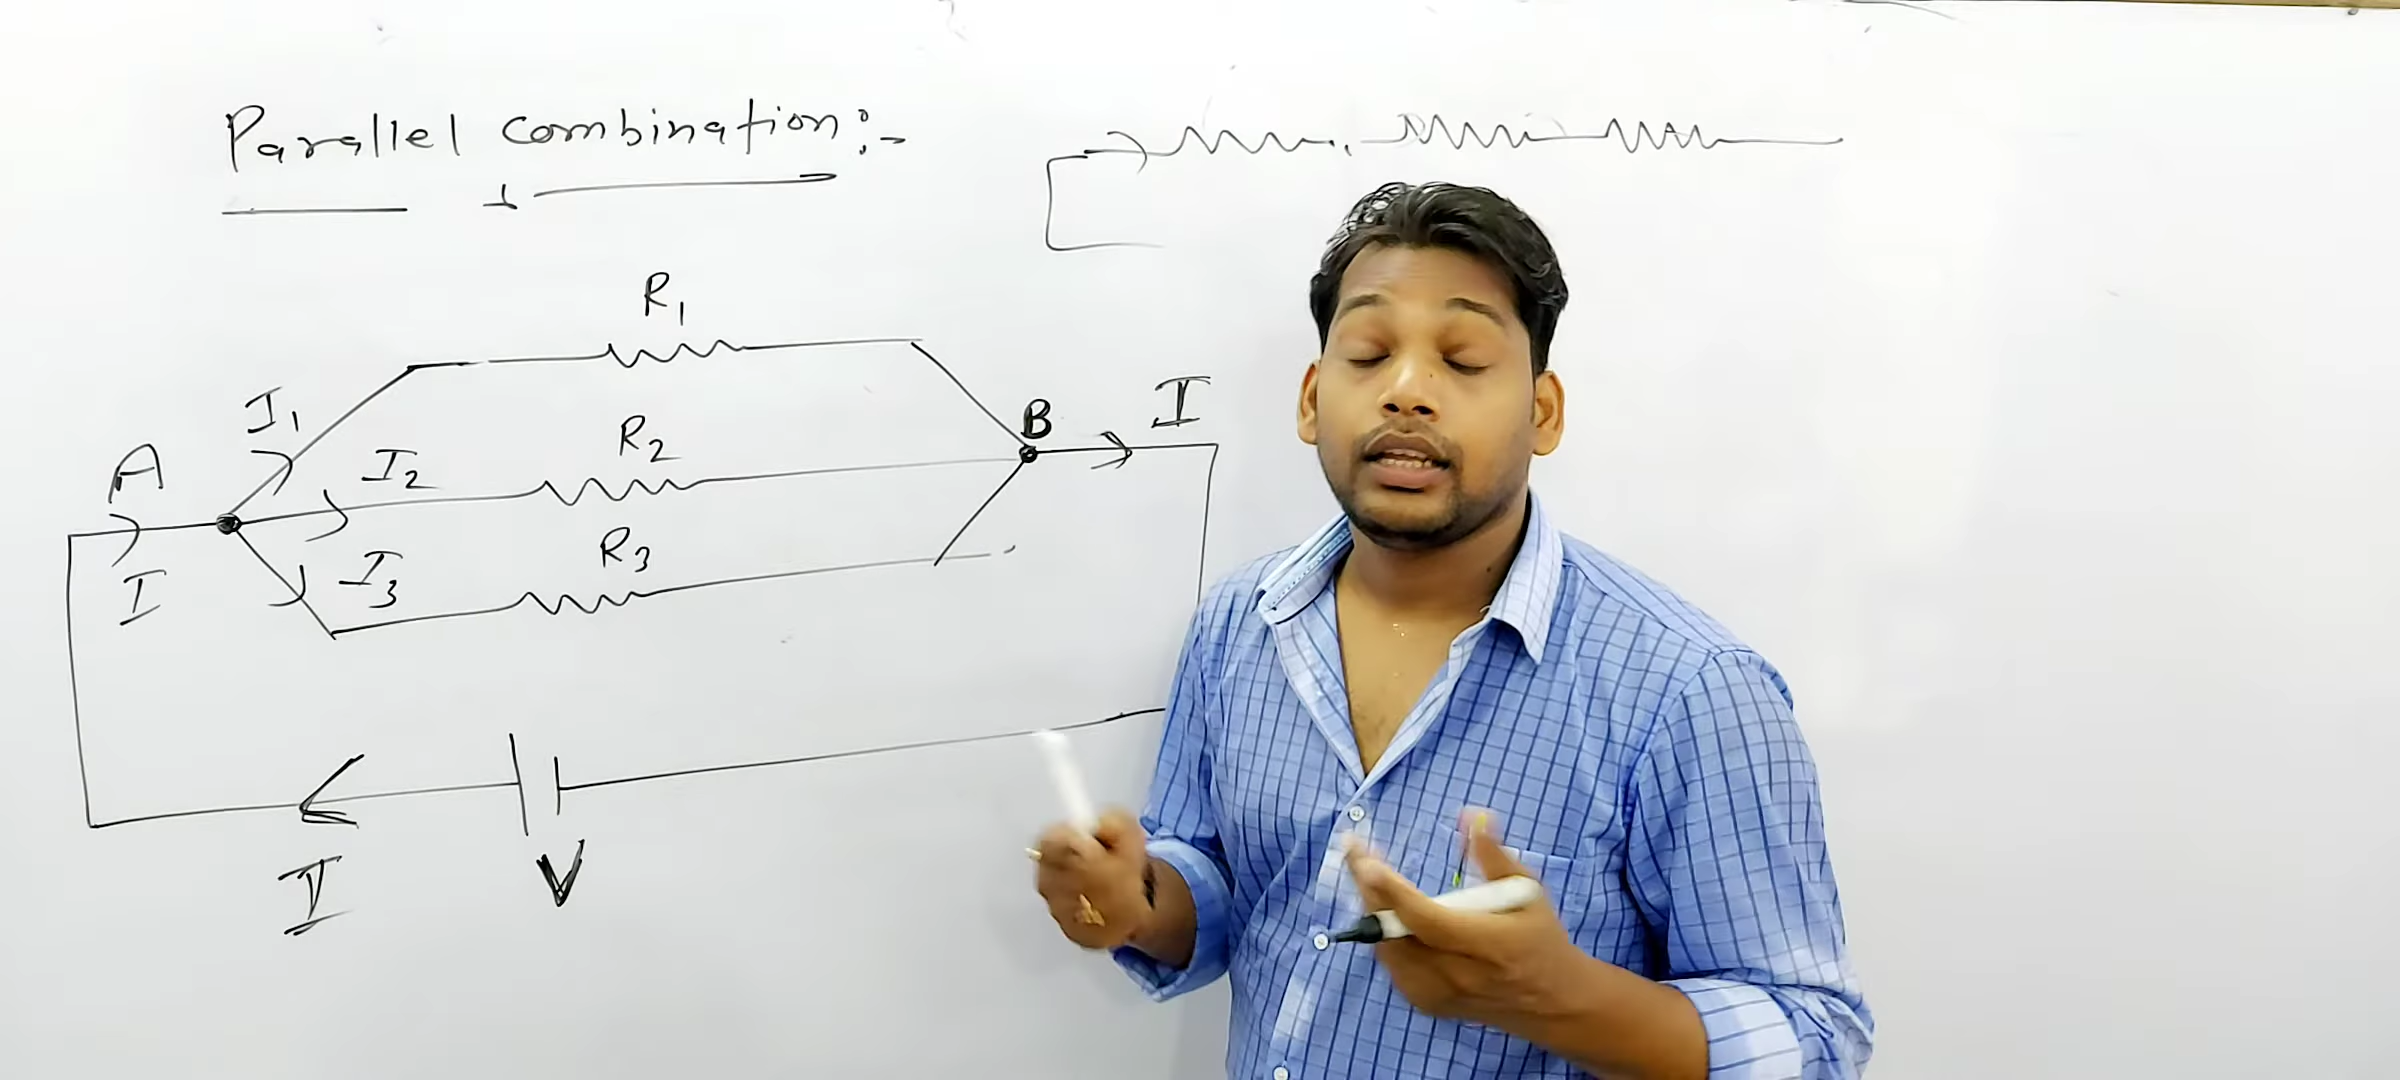 Parallel combination:-
R1
I1
B
I
R2
A
I2
R3
I
I3
I
V